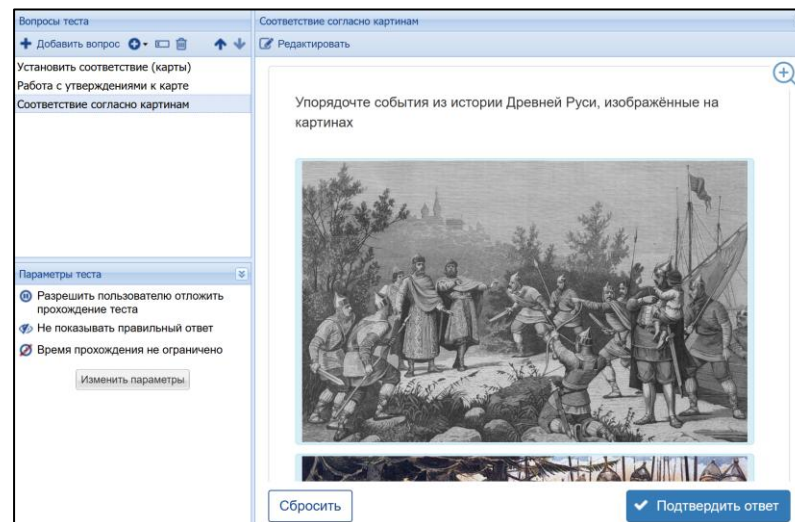 Вопросы теста
Добавить вопрос
Установить соответствие (карты)
Работа с утверждениями к карте
Соответствие согласно картинам
Параметры теста
Разрешить пользователю отложить
прохождение теста
Не показывать правильный ответ
Время прохождения не ограничено
Изменить параметры
Соответствие согласно картинам
Редактировать
Упорядочте события из истории Древней Руси, изображённые на
картинах
Сбросить
Подтвердить ответ